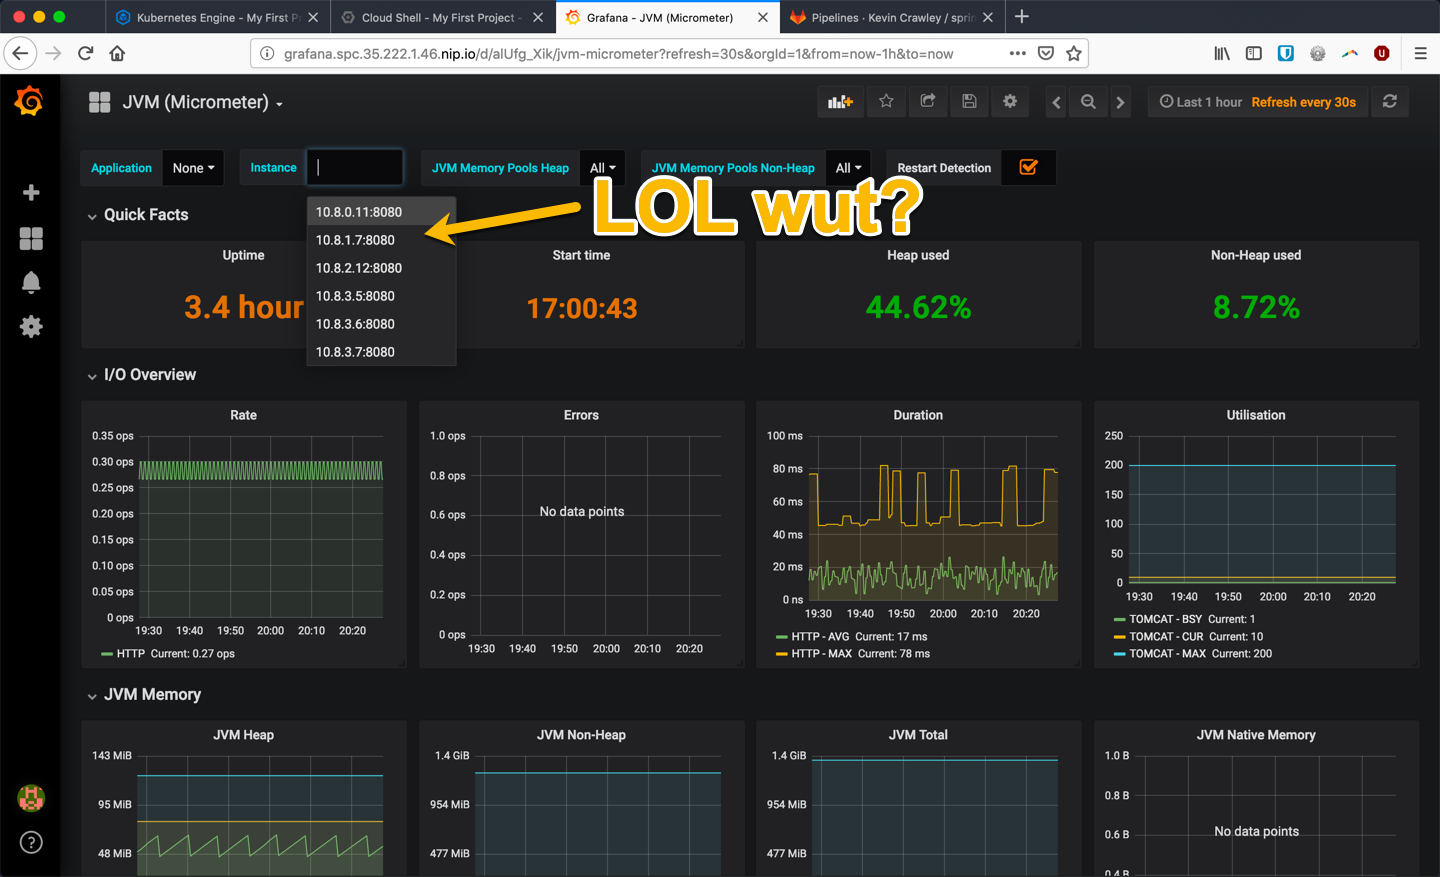 Kubernetes Engine - My First P
Cloud Shell - My First Project -
Grafana - JVM (Micrometer)
Pipelines · Kevin Crawley / sprin
grafana.spc.35.222.1.46.nip.io/d/alUfg_Xik/jvm-micrometer?refresh=30s&orgId=1&from=now-1h&to=now
JVM (Micrometer)
Last 1 hour Refresh every 30s
Application None
Instance
JVM Memory Pools Heap All
JVM Memory Pools Non-Heap All
Restart Detection
LOL wut?
10.8.0.11:8080
10.8.1.7:8080
10.8.2.12:8080
10.8.3.5:8080
10.8.3.6:8080
10.8.3.7:8080
Quick Facts
Uptime
3.4 hour
Start time
17:00:43
Heap used
44.62%
Non-Heap used
8.72%
I/O Overview
Rate
0.35 ops
0.30 ops
0.25 ops
0.20 ops
0.15 ops
0.10 ops
0.05 ops
0 ops
19:30 19:40 19:50 20:00 20:10 20:20
HTTP Current: 0.27 ops
Errors
1.0 ops
0.8 ops
0.6 ops
0.4 ops
0.2 ops
0 ops
No data points
19:30 19:40 19:50 20:00 20:10 20:20
Duration
100 ms
80 ms
60 ms
40 ms
20 ms
0 ns
19:30 19:40 19:50 20:00 20:10 20:20
HTTP - AVG Current: 17 ms
HTTP - MAX Current: 78 ms
Utilisation
250
200
150
100
50
0
19:30 19:40 19:50 20:00 20:10 20:20
TOMCAT - BSY Current: 1
TOMCAT - CUR Current: 10
TOMCAT - MAX Current: 200
JVM Memory
JVM Heap
143 MiB
95 MiB
48 MiB
JVM Non-Heap
1.4 GiB
954 MiB
477 MiB
JVM Total
1.4 GiB
954 MiB
477 MiB
JVM Native Memory
1.0 B
0.8 B
0.6 B
0.4 B
No data points